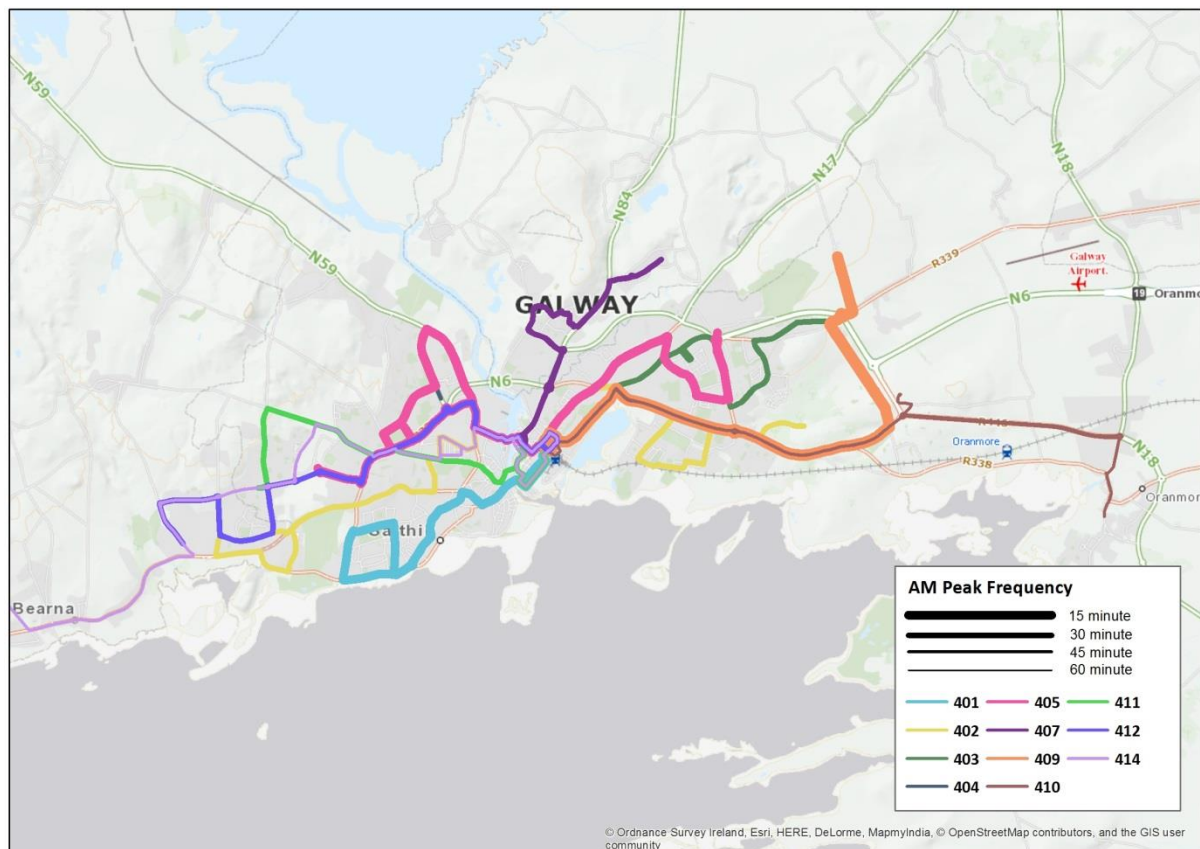 N59
N84
N17
N18
R339
Galway
Airport.
N59
GALWAY
N6
19 Oranmore
N6
R446
Oranmore
R338
N18
Oranmor
Bearna
AM Peak Frequency
15 minute
30 minute
45 minute
60 minute
401 405 411
402 407 412
403 409 414
404 410
© Ordnance Survey Ireland, Esri, HERE, DeLorme, MapmyIndia, © OpenStreetMap contributors, and the GIS user
community